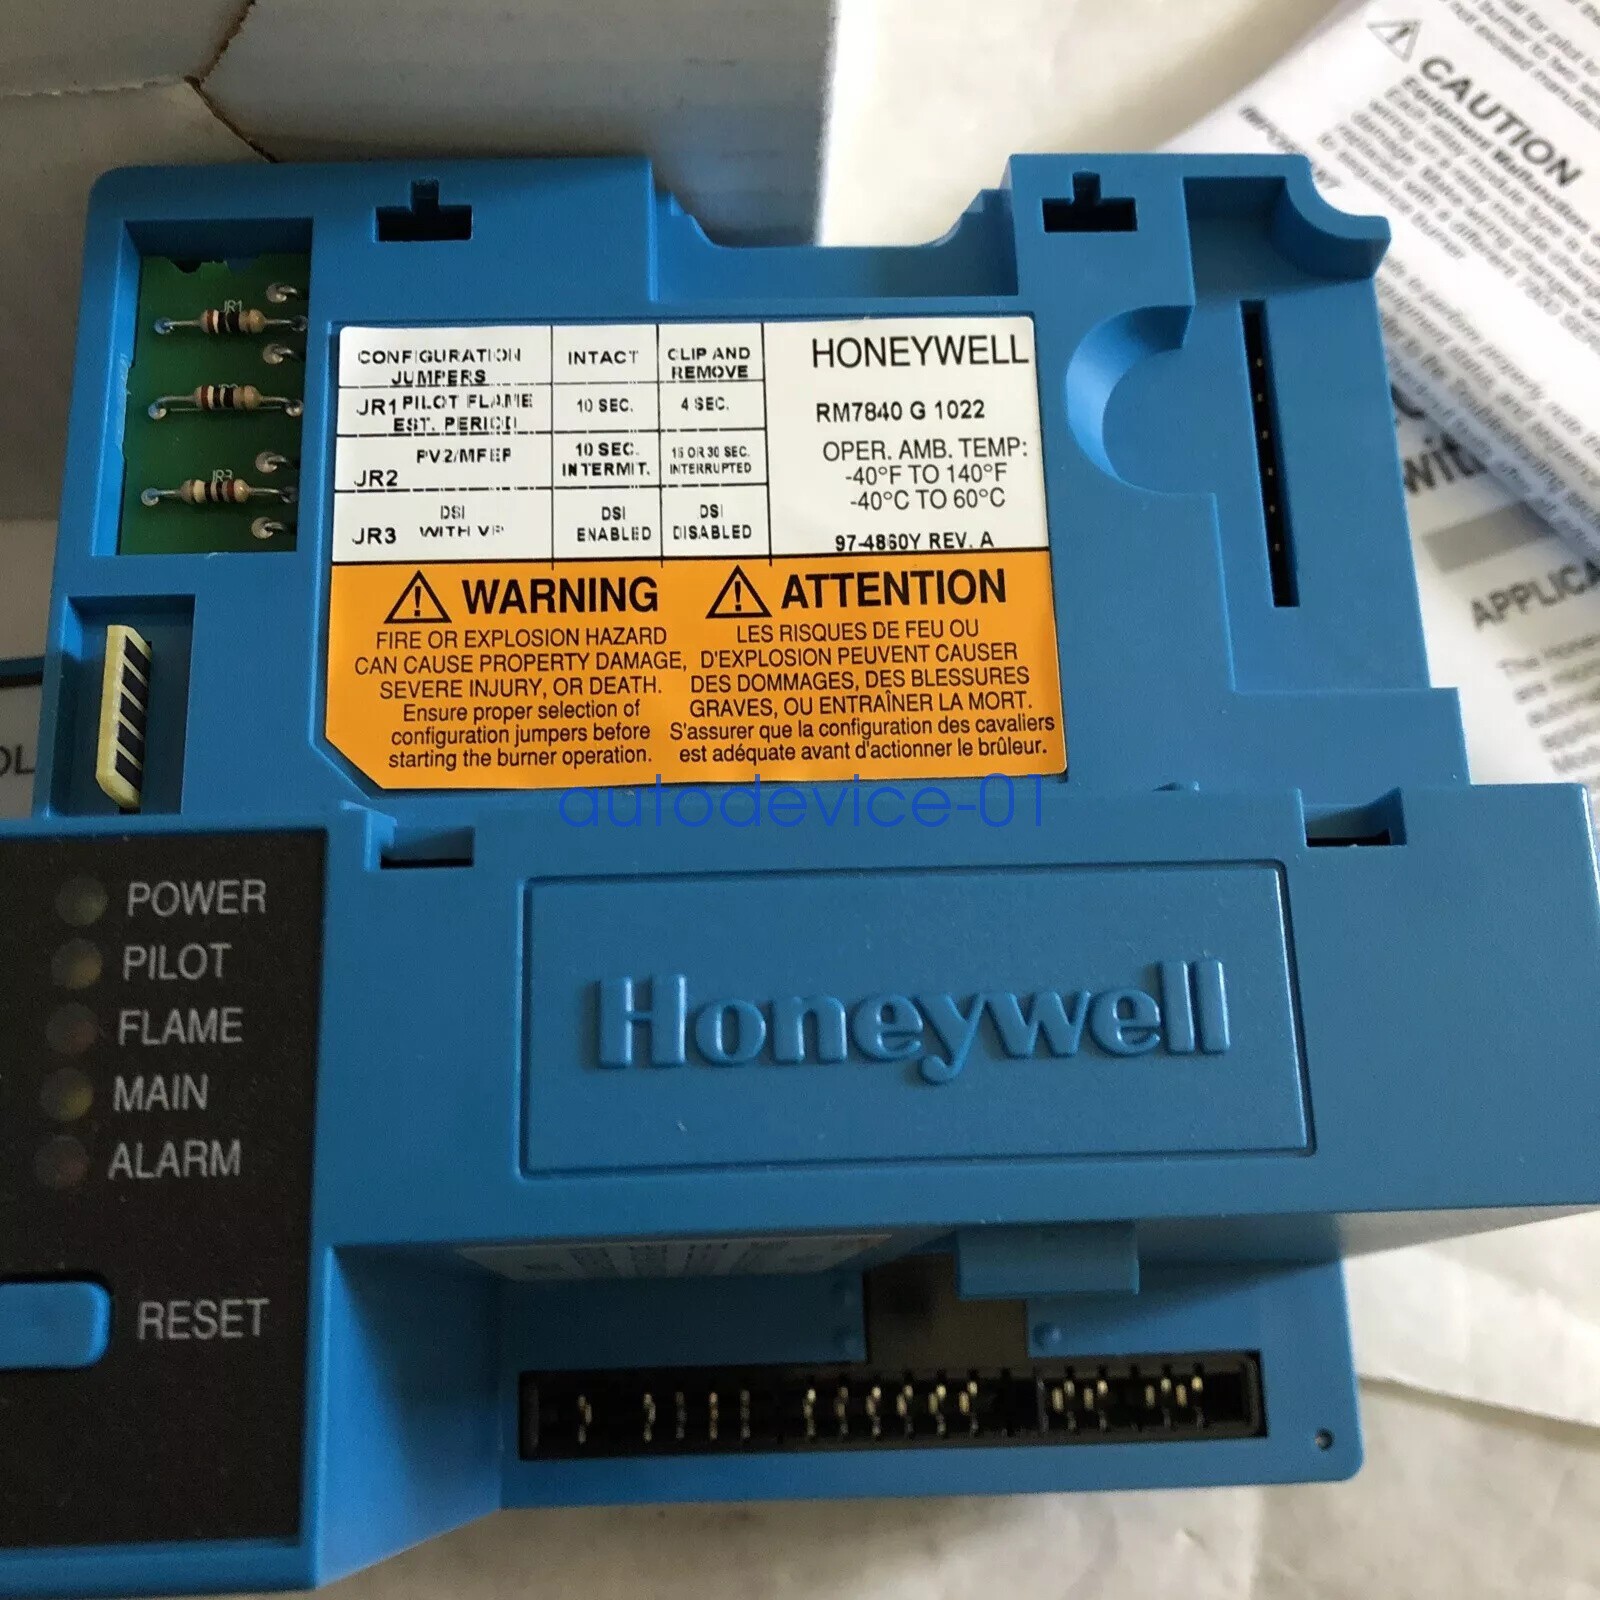 CONFIGURATION JUMPERS
INTACT
CLIP AND REMOVE
JR1 PILOT FLAME EST. PERIOD
10 SEC.
4 SEC.
JR2
PV2/MFEP
10 SEC. INTERMIT.
15 OR 30 SEC. INTERRUPTED
JR3
DSI WITH VP
DSI ENABLED
DSI DISABLED
HONEYWELL
RM7840 G 1022
OPER. AMB. TEMP:
-40°F TO 140°F
-40°C TO 60°C
97-4860Y REV. A
JR1
JR3
WARNING
FIRE OR EXPLOSION HAZARD
CAN CAUSE PROPERTY DAMAGE,
SEVERE INJURY, OR DEATH.
Ensure proper selection of
configuration jumpers before
starting the burner operation.
ATTENTION
LES RISQUES DE FEU OU
D'EXPLOSION PEUVENT CAUSER
DES DOMMAGES, DES BLESSURES
GRAVES, OU ENTRAÎNER LA MORT.
S'assurer que la configuration des cavaliers
est adéquate avant d'actionner le brûleur.
autodevice-01
POWER
PILOT
FLAME
MAIN
ALARM
RESET
Honeywell
CAUTION
Equipment Malfunction